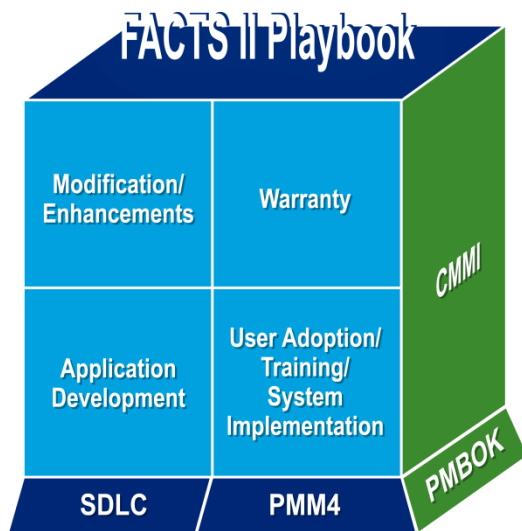 FACTS II Playbook
Modification/
Enhancements
Warranty
CMMI
Application
Development
User Adoption/
Training/
System
Implementation
PMBOK
SDLC
PMM4